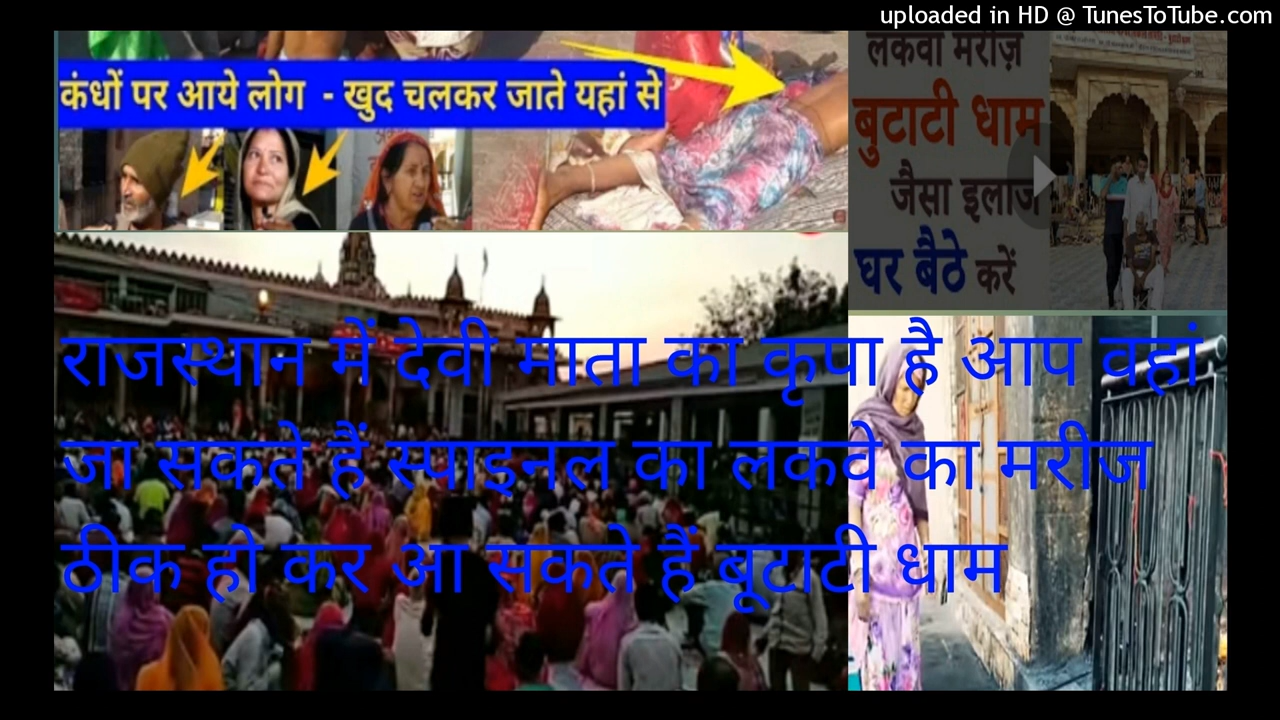 uploaded in HD @ TunesToTube.com
कंधों पर आये लोग - खुद चलकर जाते यहां से
लकवा मरीज़
बुटाटी धाम
जैसा इलाज
घर बैठे करें
राजस्थान में देवी माता का कृपा है आप वहां
जा सकते हैं स्पाइनल का लकवे का मरीज
ठीक हो कर आ सकते हैं बूटाटी धाम